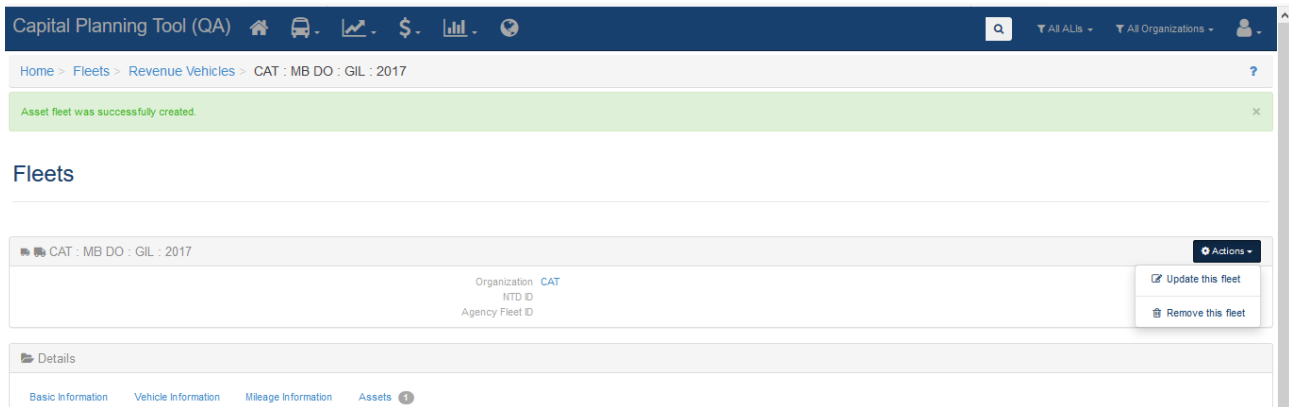 Capital Planning Tool (QA) All ALIs All Organizations
Home > Fleets > Revenue Vehicles > CAT : MB DO : GIL : 2017 ?
Asset fleet was successfully created. ×
Fleets
CAT : MB DO : GIL : 2017 Actions
Organization CAT
Update this fleet
NTD ID
Agency Fleet ID
Remove this fleet
Details
Basic Information Vehicle Information Mileage Information Assets 1